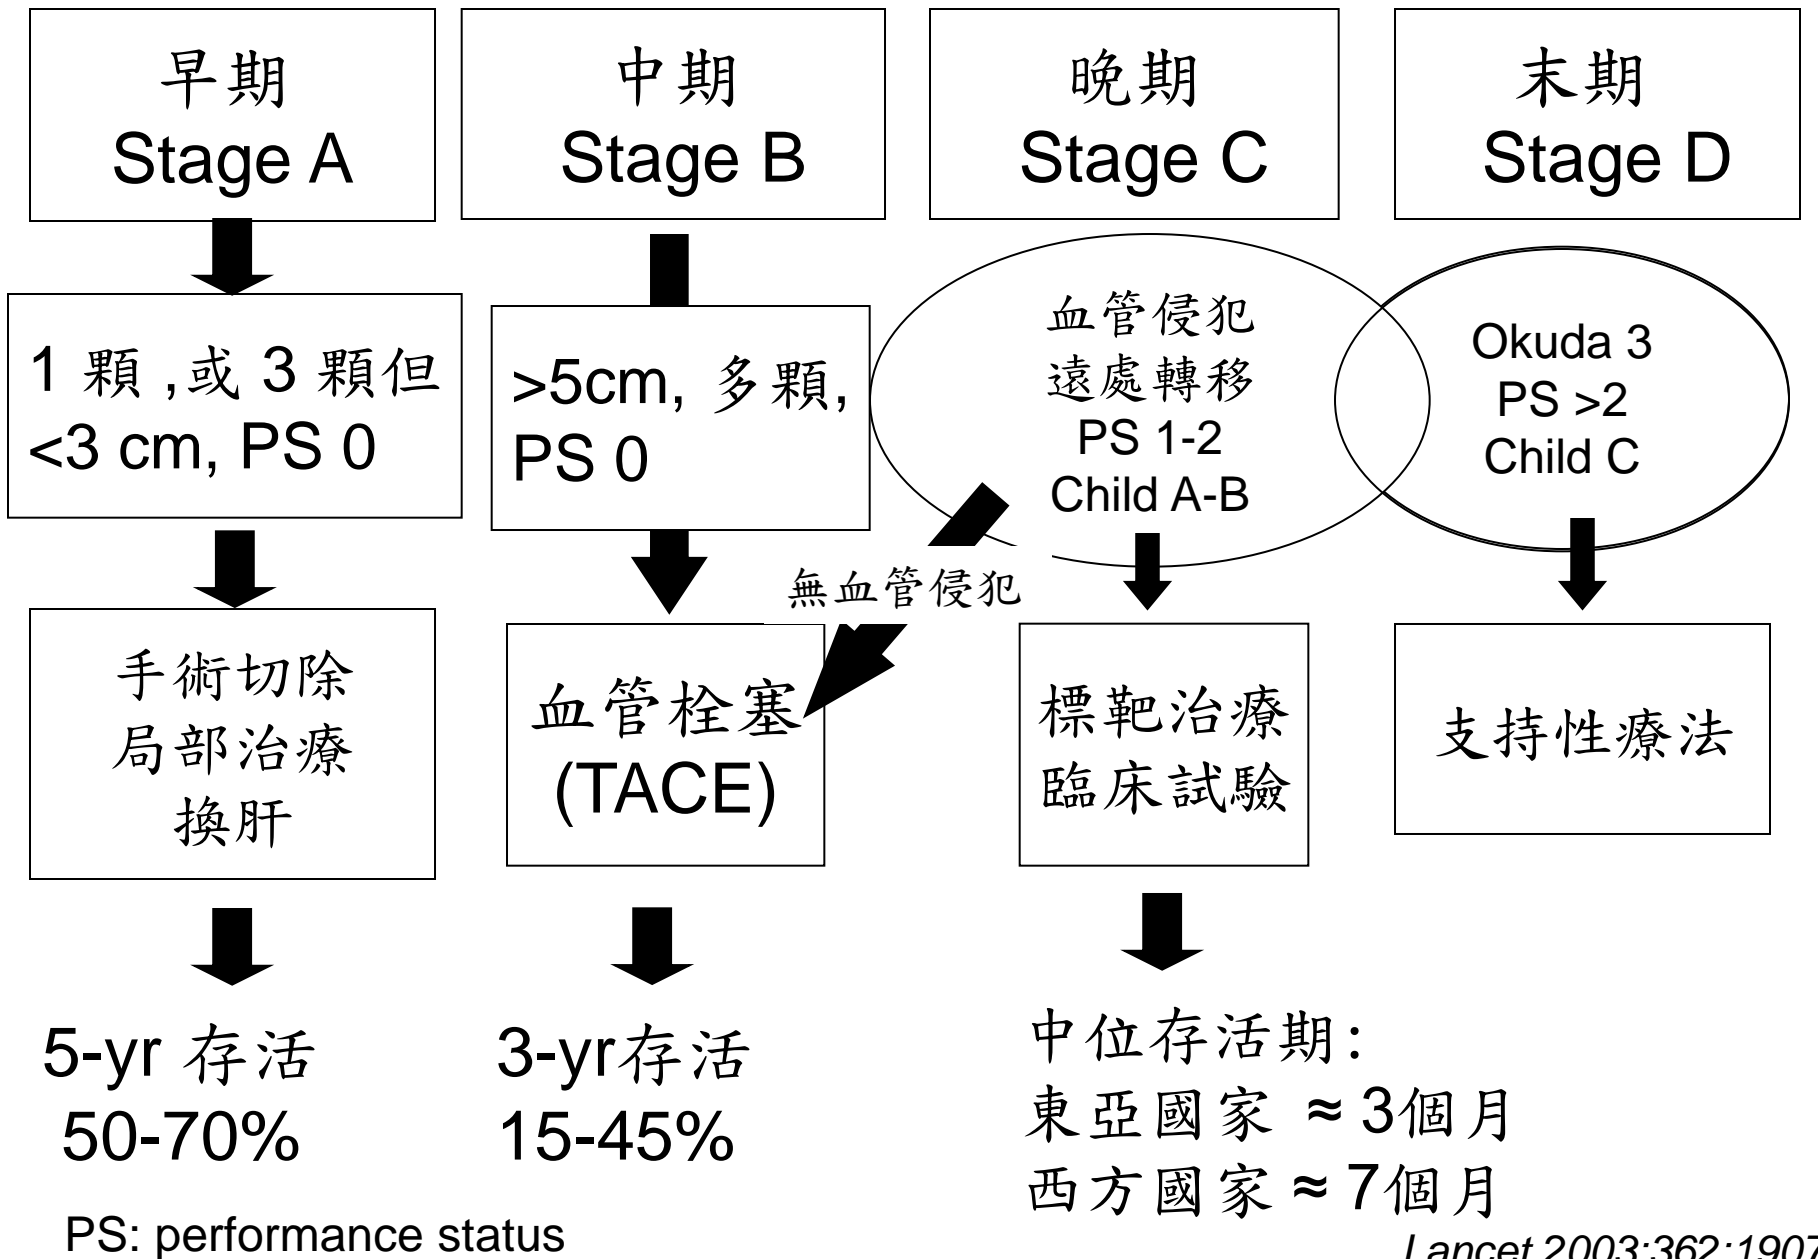 早期
Stage A
中期
Stage B
晚期
Stage C
末期
Stage D
1 顆 ,或 3 顆但
<3 cm, PS 0
>5cm, 多顆,
PS 0
血管侵犯
遠處轉移
PS 1-2
Child A-B
Okuda 3
PS >2
Child C
無血管侵犯
手術切除
局部治療
換肝
血管栓塞
(TACE)
標靶治療
臨床試驗
支持性療法
5-yr 存活
50-70%
3-yr存活
15-45%
中位存活期:
東亞國家 ≈ 3個月
西方國家 ≈ 7個月
PS: performance status
Lancet 2003;362:1907